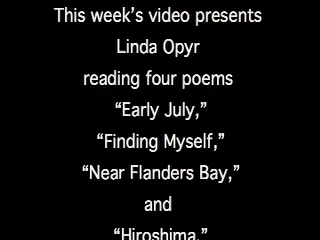 This week’s video presents
Linda Opyr
reading four poems
“Early July,”
“Finding Myself,”
“Near Flanders Bay,”
and
“Hiroshima.”